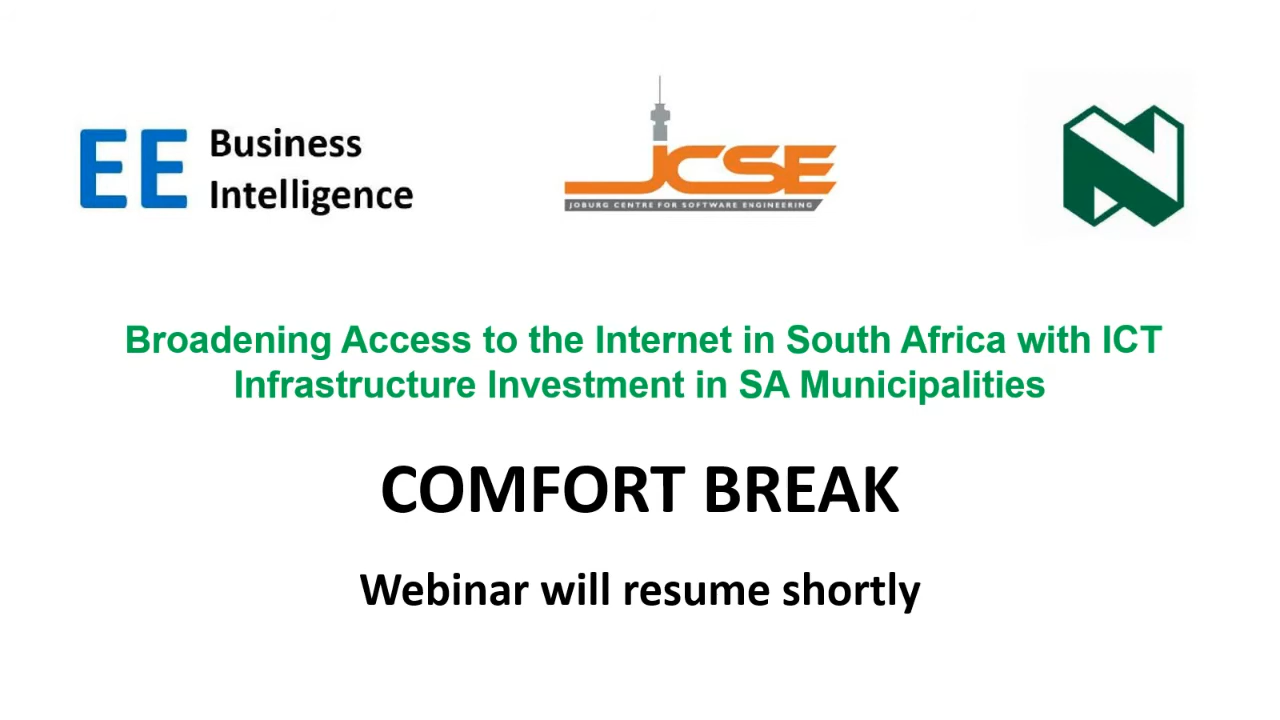 EE Business
Intelligence
JCSE
JOBURG CENTRE FOR SOFTWARE ENGINEERING
N
Broadening Access to the Internet in South Africa with ICT
Infrastructure Investment in SA Municipalities
COMFORT BREAK
Webinar will resume shortly